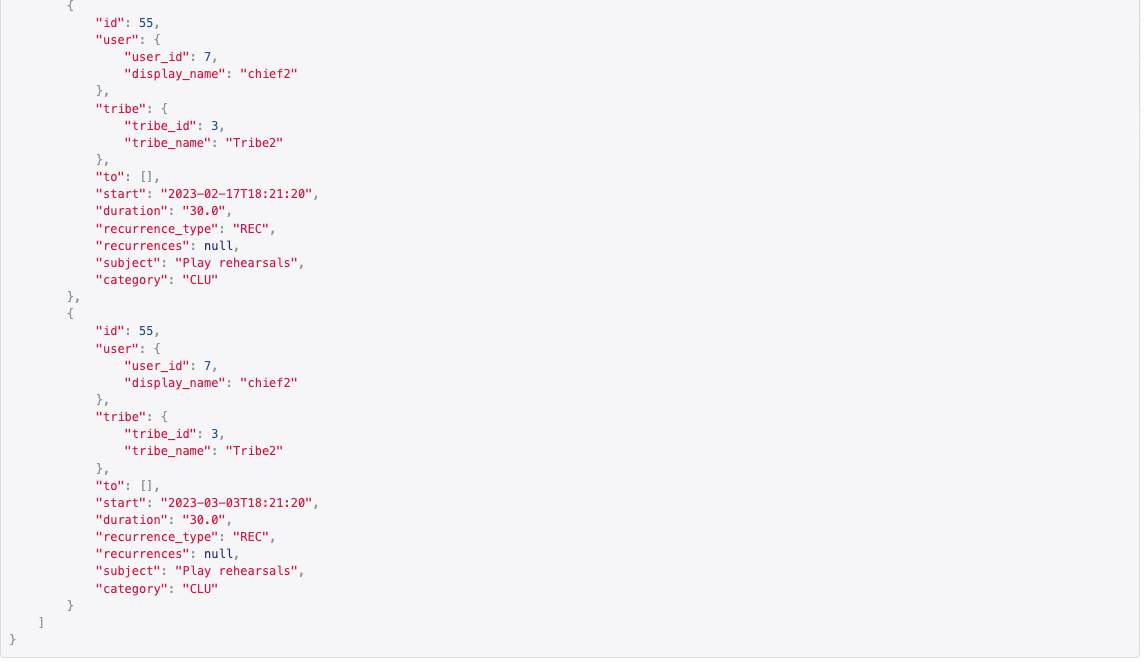 {
            "id": 55,
            "user": {
                "user_id": 7,
                "display_name": "chief2"
            },
            "tribe": {
                "tribe_id": 3,
                "tribe_name": "Tribe2"
            },
            "to": [],
            "start": "2023-02-17T18:21:20",
            "duration": "30.0",
            "recurrence_type": "REC",
            "recurrences": null,
            "subject": "Play rehearsals",
            "category": "CLU"
        },
        {
            "id": 55,
            "user": {
                "user_id": 7,
                "display_name": "chief2"
            },
            "tribe": {
                "tribe_id": 3,
                "tribe_name": "Tribe2"
            },
            "to": [],
            "start": "2023-03-03T18:21:20",
            "duration": "30.0",
            "recurrence_type": "REC",
            "recurrences": null,
            "subject": "Play rehearsals",
            "category": "CLU"
        }
    ]
}